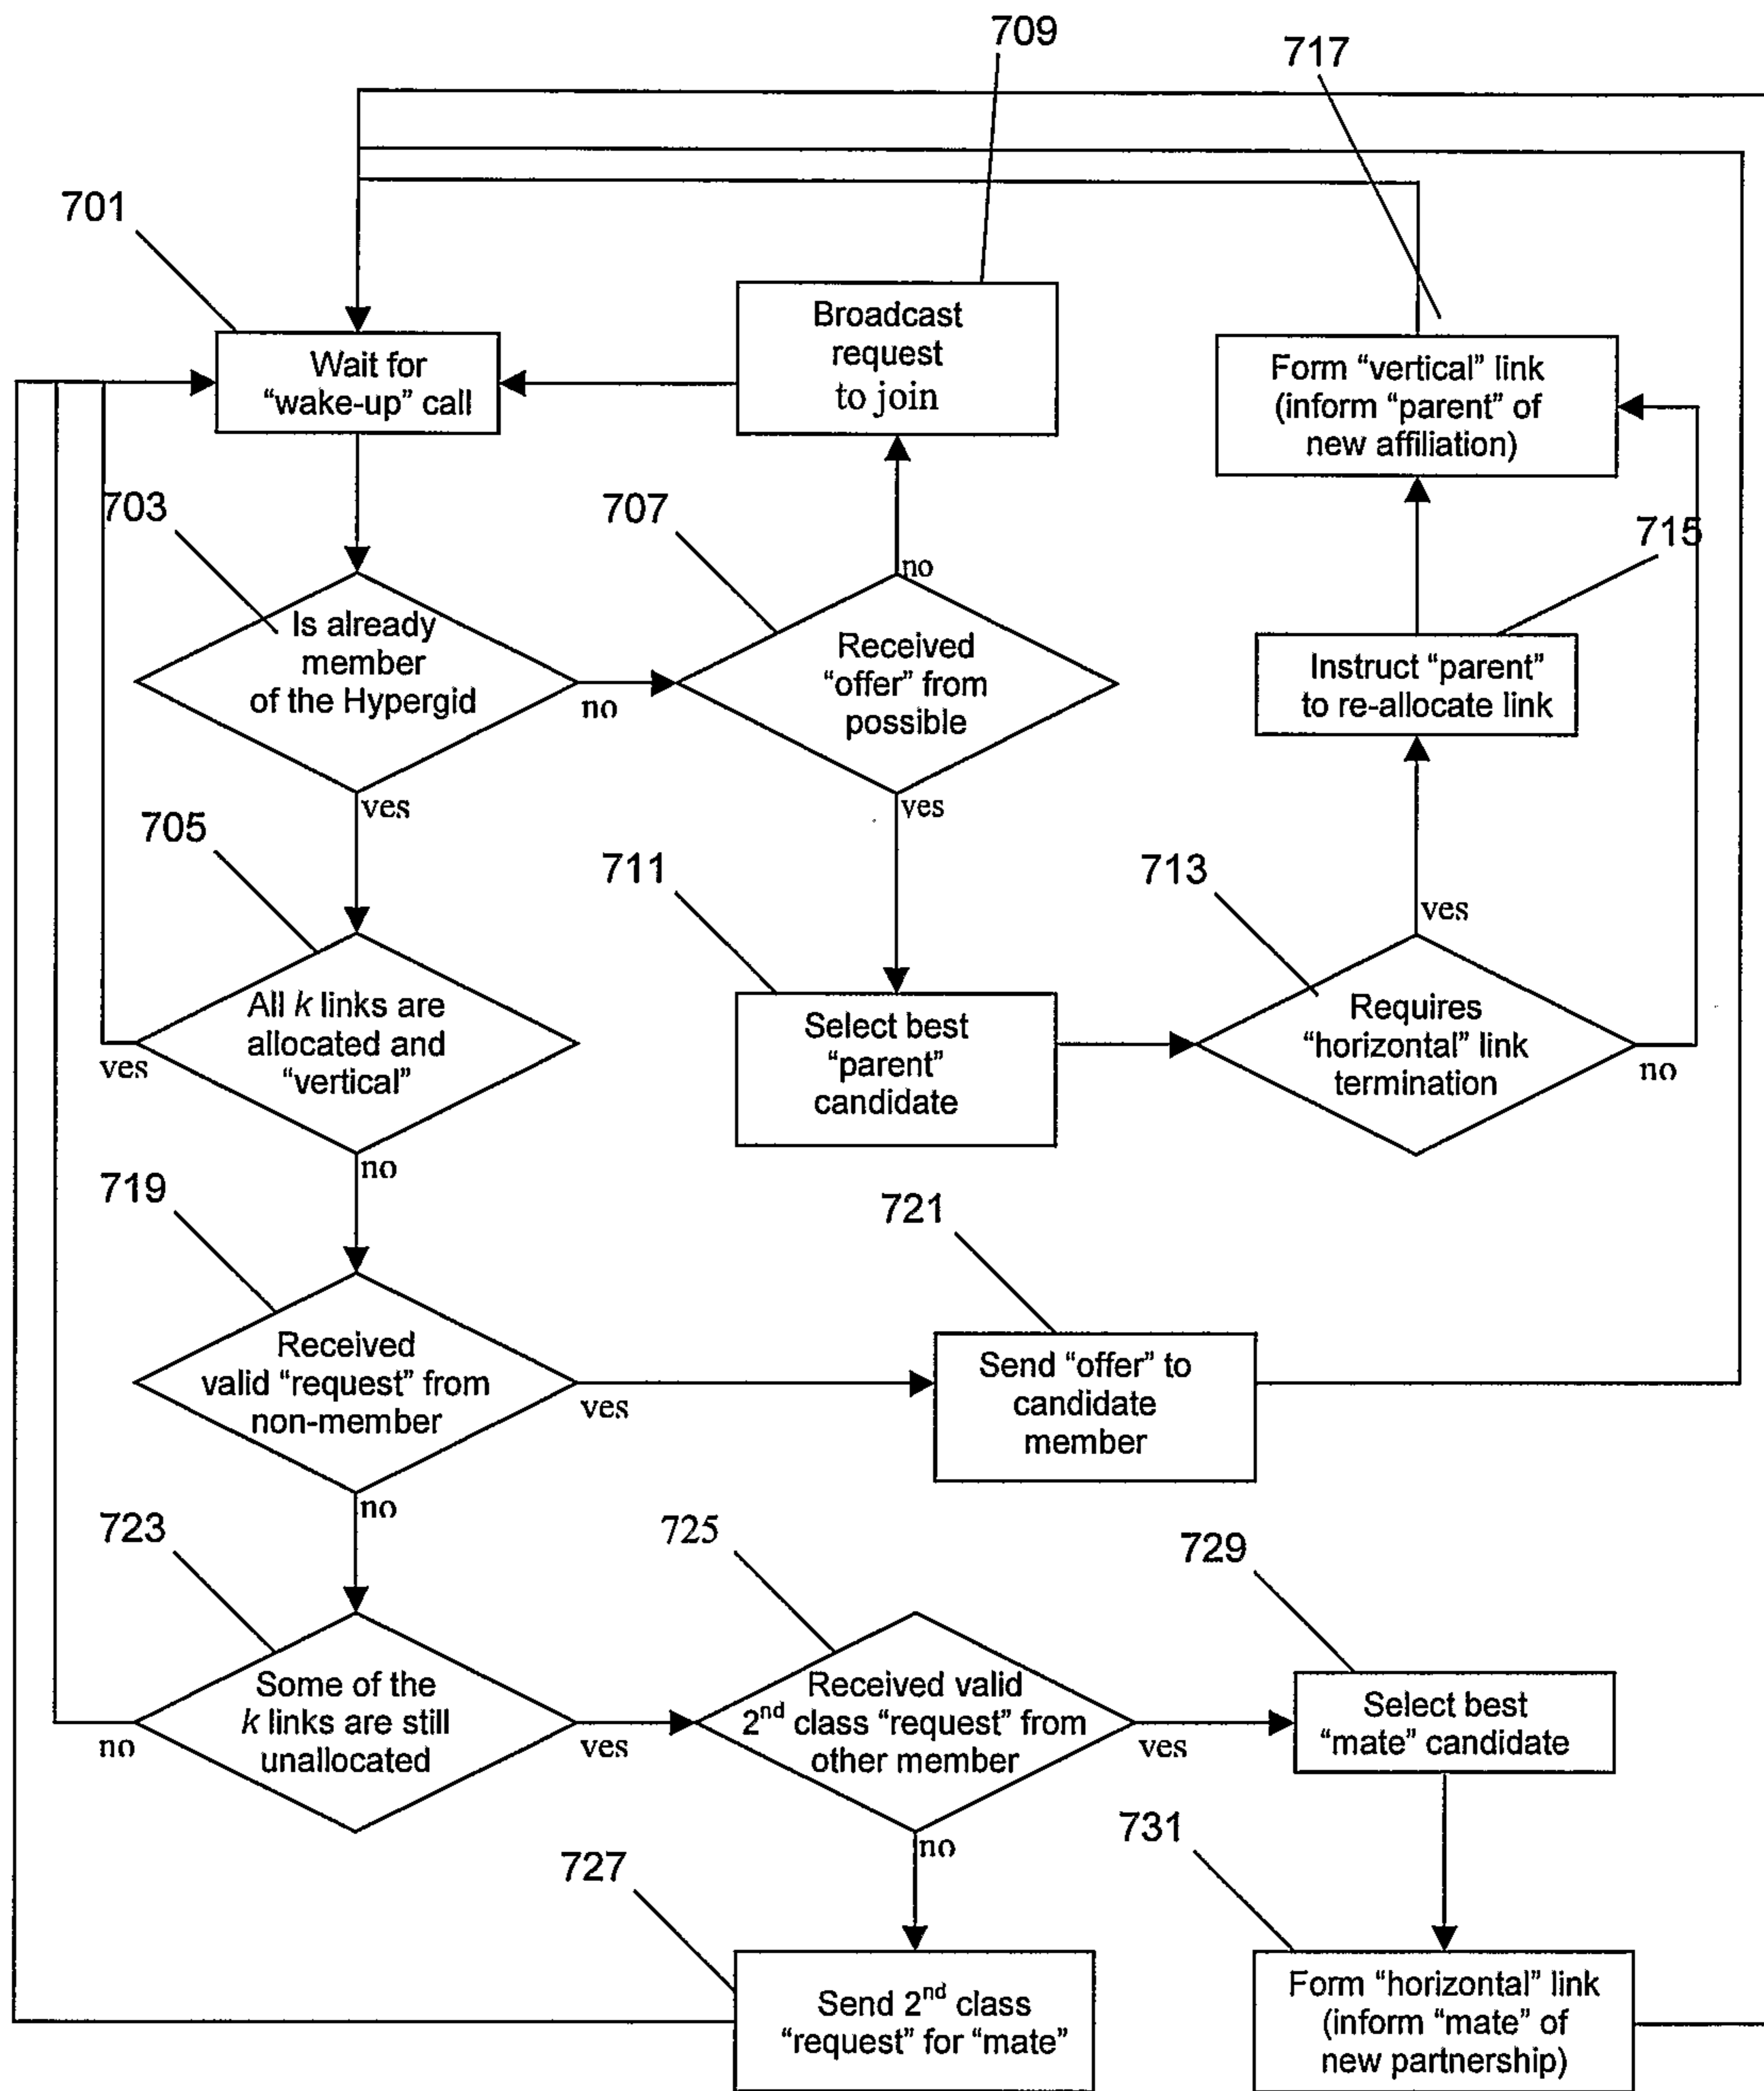 709
717
701
Wait for
“wake-up” call
Broadcast
request
to join
Form “vertical” link
(inform “parent” of
new affiliation)
703
707
715
Is already
member
of the Hypergid
no
no
Received
“offer” from
possible
Instruct “parent”
to re-allocate link
yes
yes
705
711
713
yes
All k links are
allocated and
“vertical”
yes
Select best
“parent”
candidate
Requires
“horizontal” link
termination
no
no
719
721
Received
valid “request” from
non-member
yes
Send “offer” to
candidate
member
no
723
725
729
Some of the
k links are still
unallocated
no
yes
Received valid
2nd class “request” from
other member
yes
Select best
“mate” candidate
no
727
731
Send 2nd class
“request” for “mate”
Form “horizontal” link
(inform “mate” of
new partnership)